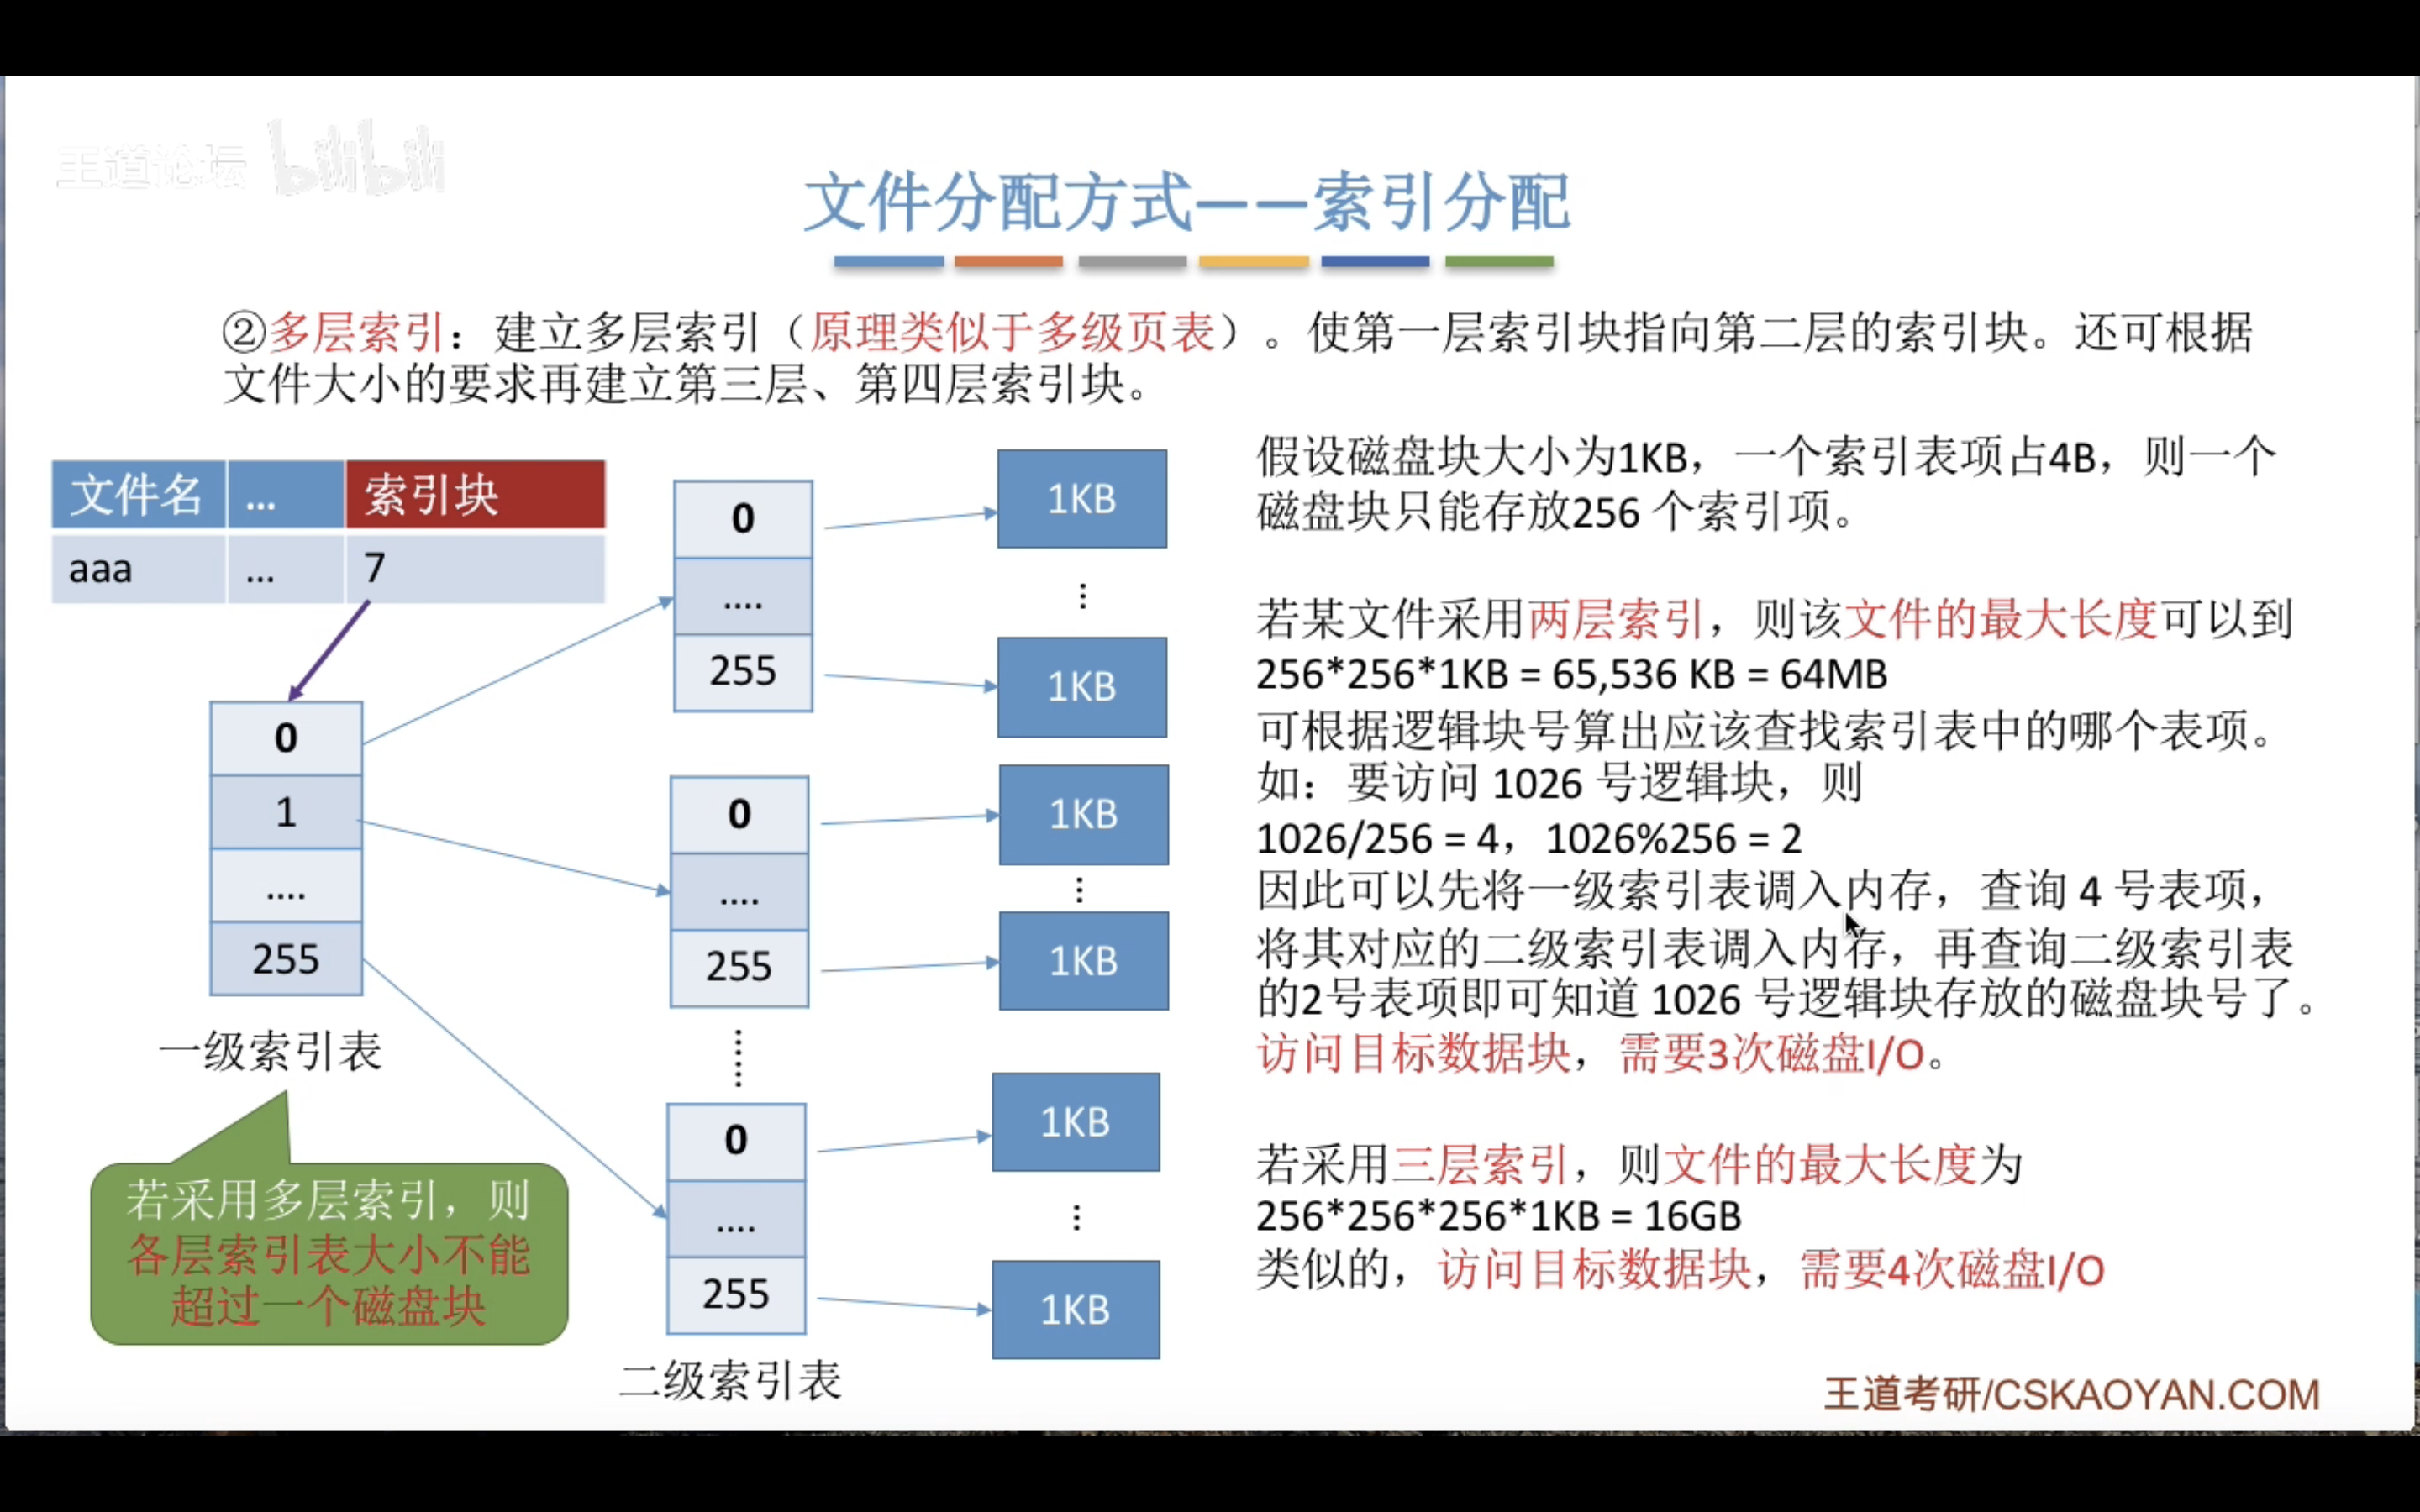 王道论坛 bilibili
文件分配方式——索引分配
②多层索引：建立多层索引（原理类似于多级页表）。使第一层索引块指向第二层的索引块。还可根据
文件大小的要求再建立第三层、第四层索引块。
文件名 ... 索引块
aaa ... 7
0
1
....
255
一级索引表
若采用多层索引，则
各层索引表大小不能
超过一个磁盘块
0
....
255
0
....
255
0
....
255
二级索引表
1KB
1KB
1KB
1KB
1KB
1KB
假设磁盘块大小为1KB，一个索引表项占4B，则一个
磁盘块只能存放256 个索引项。
若某文件采用两层索引，则该文件的最大长度可以到
256*256*1KB = 65,536 KB = 64MB
可根据逻辑块号算出应该查找索引表中的哪个表项。
如：要访问 1026 号逻辑块，则
1026/256 = 4，1026%256 = 2
因此可以先将一级索引表调入内存，查询 4 号表项，
将其对应的二级索引表调入内存，再查询二级索引表
的2号表项即可知道 1026 号逻辑块存放的磁盘块号了。
访问目标数据块，需要3次磁盘I/O。
若采用三层索引，则文件的最大长度为
256*256*256*1KB = 16GB
类似的，访问目标数据块，需要4次磁盘I/O
王道考研/CSKAOYAN.COM